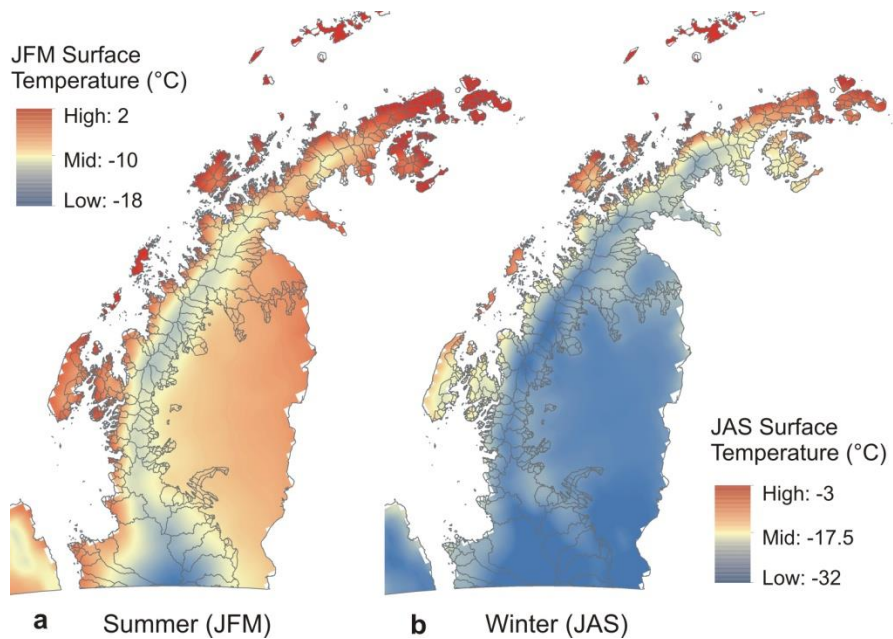 JFM Surface
Temperature (°C)
High: 2
Mid: -10
Low: -18
JAS Surface
Temperature (°C)
High: -3
Mid: -17.5
Low: -32
a Summer (JFM)
b Winter (JAS)